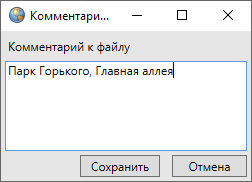 Комментари...
Комментарий к файлу
Парк Горького, Главная аллея
Сохранить
Отмена